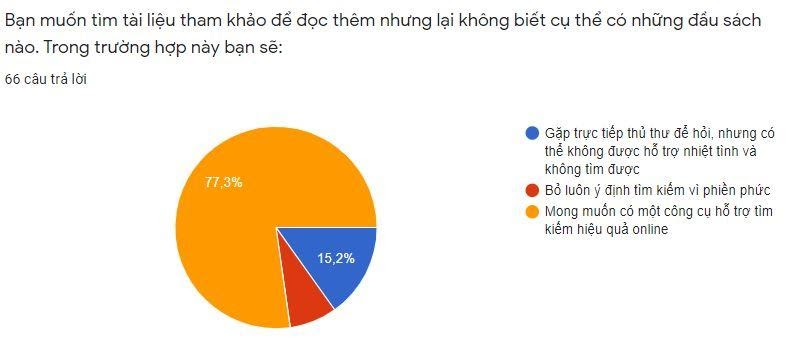 Bạn muốn tìm tài liệu tham khảo để đọc thêm nhưng lại không biết cụ thể có những đầu sách
nào. Trong trường hợp này bạn sẽ:
66 câu trả lời
77,3%
15,2%
Gặp trực tiếp thủ thư để hỏi, nhưng có
thể không được hỗ trợ nhiệt tình và
không tìm được
Bỏ luôn ý định tìm kiếm vì phiền phức
Mong muốn có một công cụ hỗ trợ tìm
kiếm hiệu quả online